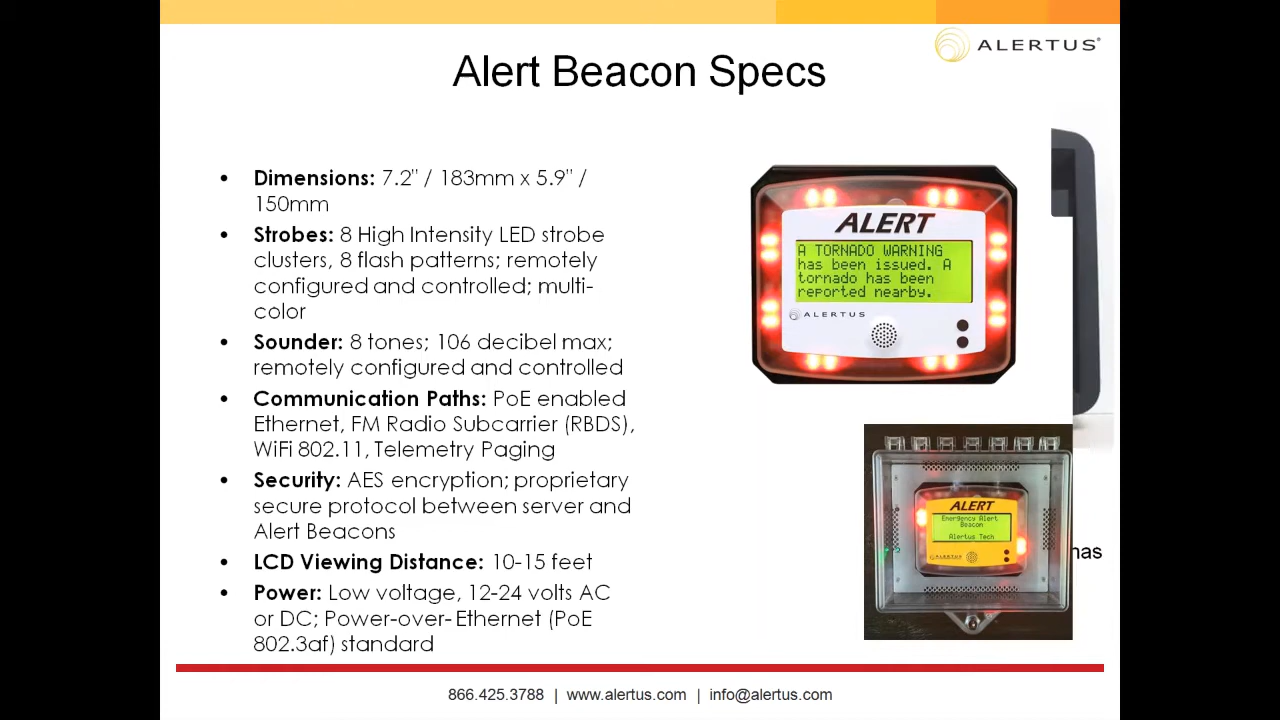 ALERTUS®
Alert Beacon Specs
• Dimensions: 7.2" / 183mm x 5.9" /
150mm
• Strobes: 8 High Intensity LED strobe
clusters, 8 flash patterns; remotely
configured and controlled; multi-
color
• Sounder: 8 tones; 106 decibel max;
remotely configured and controlled
• Communication Paths: PoE enabled
Ethernet, FM Radio Subcarrier (RBDS),
WiFi 802.11, Telemetry Paging
• Security: AES encryption; proprietary
secure protocol between server and
Alert Beacons
• LCD Viewing Distance: 10-15 feet
• Power: Low voltage, 12-24 volts AC
or DC; Power-over- Ethernet (PoE
802.3af) standard
ALERT
A TORNADO WARNING
has been issued. A
tornado has been
reported nearby.
ALERTUS
ALERT
Emergency Alert
Beacon
Alertus Tech
ALERTUS
866.425.3788 | www.alertus.com | info@alertus.com